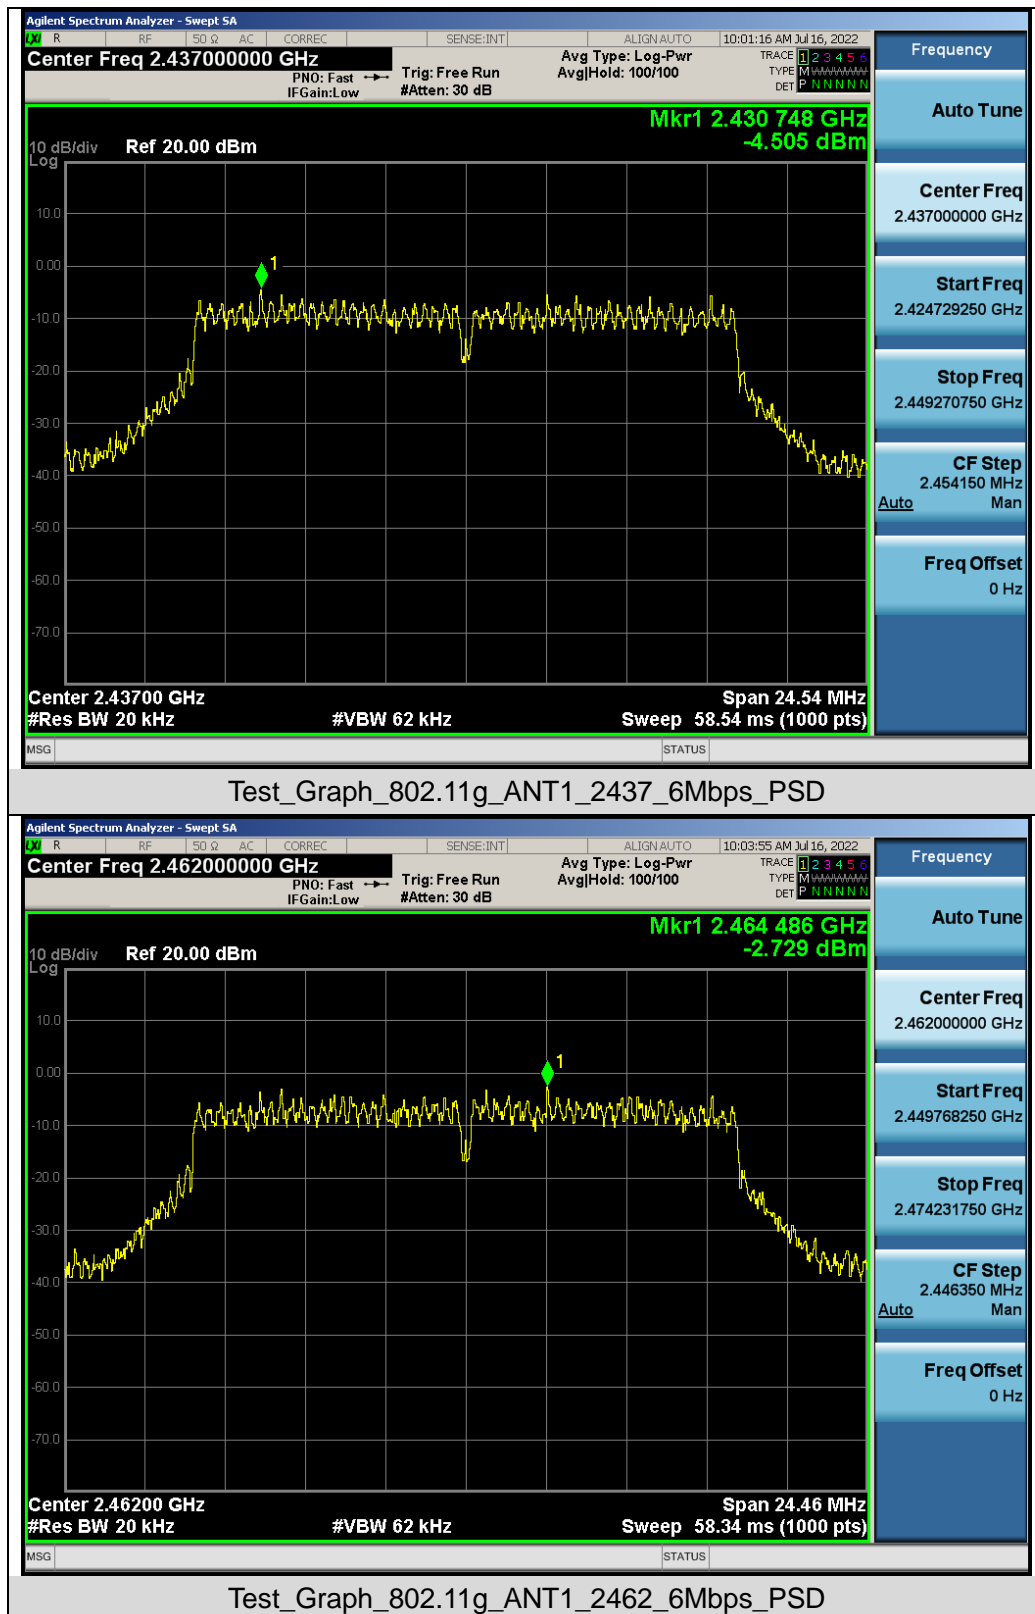 Agilent Spectrum Analyzer - Swept SA
LXI R RF 50 Ω AC CORREC SENSE:INT ALIGN AUTO 10:01:16 AM Jul 16, 2022
Center Freq 2.437000000 GHz
PNO: Fast
IFGain:Low
Trig: Free Run
#Atten: 30 dB
Avg Type: Log-Pwr
Avg|Hold: 100/100
TRACE 1 2 3 4 5 6
TYPE M WWWWW
DET P N N N N N
Frequency
Mkr1 2.430 748 GHz
-4.505 dBm
10 dB/div Ref 20.00 dBm
Log
10.0
0.00
-10.0
-20.0
-30.0
-40.0
-50.0
-60.0
-70.0
1
Center 2.43700 GHz Span 24.54 MHz
#Res BW 20 kHz #VBW 62 kHz Sweep 58.54 ms (1000 pts)
MSG STATUS
Auto Tune
Center Freq
2.437000000 GHz
Start Freq
2.424729250 GHz
Stop Freq
2.449270750 GHz
CF Step
2.454150 MHz
Auto Man
Freq Offset
0 Hz
Test_Graph_802.11g_ANT1_2437_6Mbps_PSD
Agilent Spectrum Analyzer - Swept SA
LXI R RF 50 Ω AC CORREC SENSE:INT ALIGN AUTO 10:03:55 AM Jul 16, 2022
Center Freq 2.462000000 GHz
PNO: Fast
IFGain:Low
Trig: Free Run
#Atten: 30 dB
Avg Type: Log-Pwr
Avg|Hold: 100/100
TRACE 1 2 3 4 5 6
TYPE M WWWWW
DET P N N N N N
Frequency
Mkr1 2.464 486 GHz
-2.729 dBm
10 dB/div Ref 20.00 dBm
Log
10.0
0.00
-10.0
-20.0
-30.0
-40.0
-50.0
-60.0
-70.0
1
Center 2.46200 GHz Span 24.46 MHz
#Res BW 20 kHz #VBW 62 kHz Sweep 58.34 ms (1000 pts)
MSG STATUS
Auto Tune
Center Freq
2.462000000 GHz
Start Freq
2.449768250 GHz
Stop Freq
2.474231750 GHz
CF Step
2.446350 MHz
Auto Man
Freq Offset
0 Hz
Test_Graph_802.11g_ANT1_2462_6Mbps_PSD